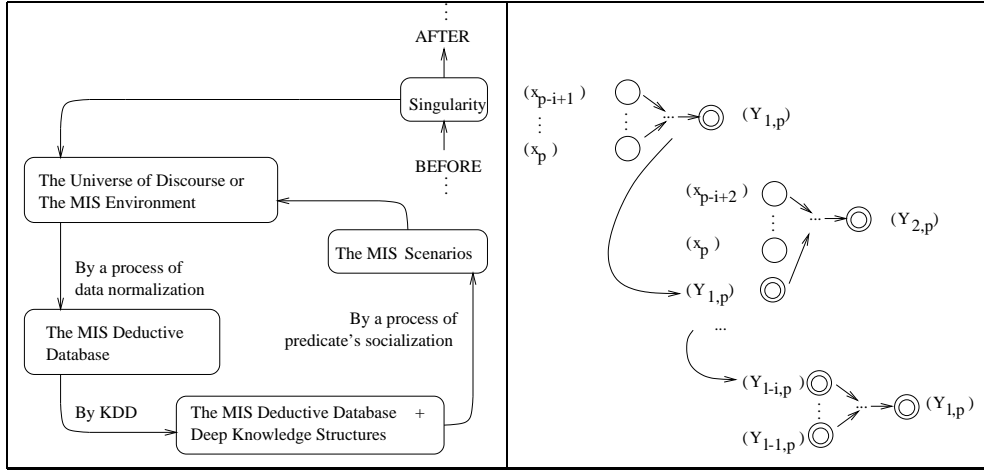 AFTER
Singularity
BEFORE
The Universe of Discourse or
The MIS Environment
The MIS Scenarios
By a process of
data normalization
The MIS Deductive
Database
By a process of
predicate's socialization
By KDD
The MIS Deductive Database +
Deep Knowledge Structures
(x_{p-i+1})
...
(Y_{1,p})
(x_p)
(x_{p-i+2})
...
(Y_{2,p})
(x_p)
(Y_{1,p})
...
(Y_{l-i,p})
...
(Y_{l,p})
(Y_{l-1,p})